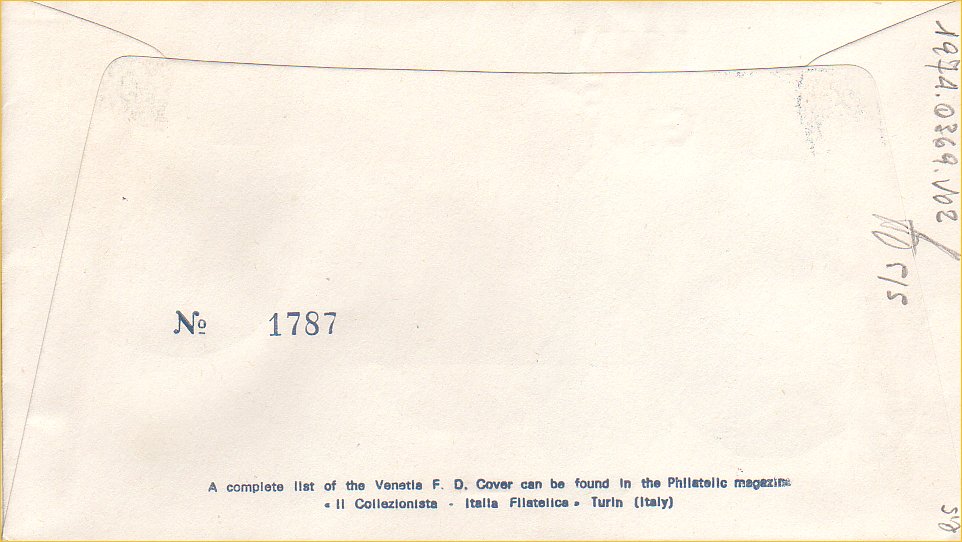 1974.0369.V02
№ 1787
A complete list of the Venetia F. D. Cover can be found in the Philatelic magazine
« Il Collezionista - Italia Filatelica » Turin (Italy)